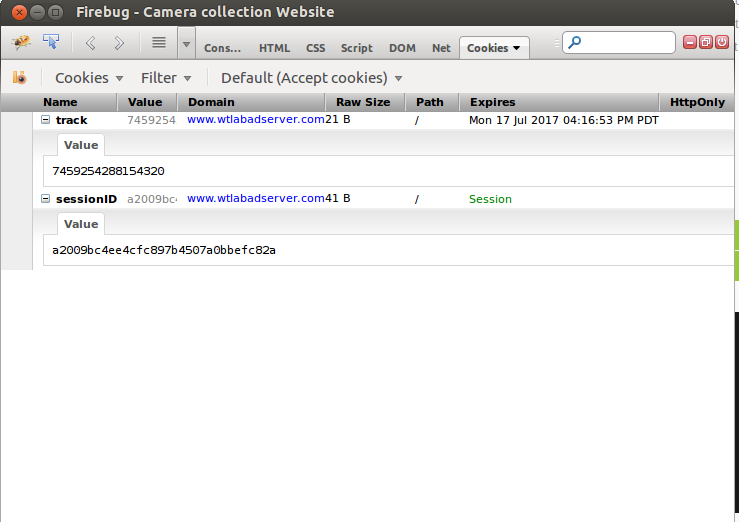 Firebug - Camera collection Website
Cons... HTML CSS Script DOM Net Cookies
Cookies Filter Default (Accept cookies)
Name Value Domain Raw Size Path Expires HttpOnly
track 7459254 www.wtlabadserver.com 21 B / Mon 17 Jul 2017 04:16:53 PM PDT
Value
7459254288154320
sessionID a2009bc4 www.wtlabadserver.com 41 B / Session
Value
a2009bc4ee4cfc897b4507a0bbefc82a